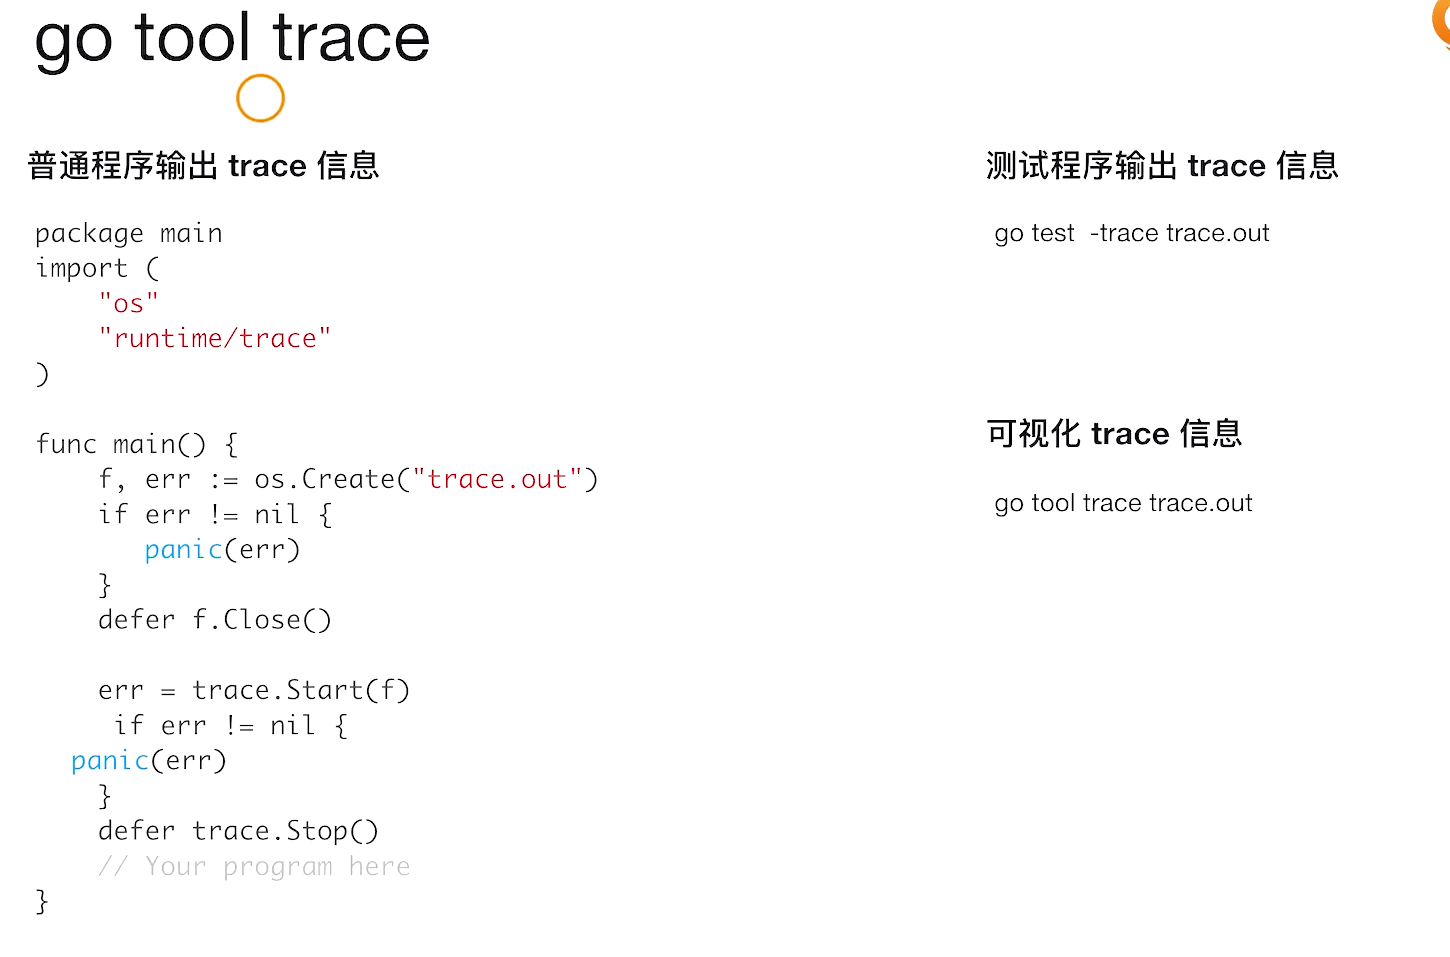 go tool trace
普通程序输出 trace 信息
package main
import (
    "os"
    "runtime/trace"
)
func main() {
    f, err := os.Create("trace.out")
    if err != nil {
       panic(err)
    }
    defer f.Close()
    err = trace.Start(f)
     if err != nil {
  panic(err)
    }
    defer trace.Stop()
    // Your program here
}
测试程序输出 trace 信息
go test  -trace trace.out
可视化 trace 信息
go tool trace trace.out